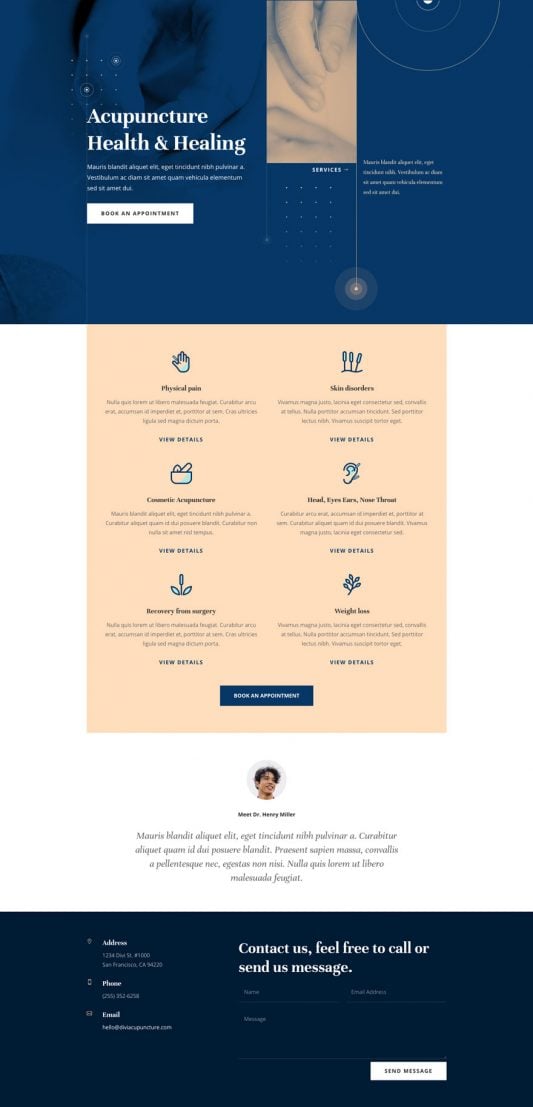 Acupuncture
Health & Healing
Mauris blandit aliquet elit, eget tincidunt nibh pulvinar a.
Vestibulum ac diam sit amet quam vehicula elementum
sed sit amet dui.
BOOK AN APPOINTMENT
SERVICES →
Mauris blandit aliquet elit, eget
tincidunt nibh. Vestibulum ac diam
sit amet quam vehicula elementum
sed sit amet dui.
Physical pain
Nulla quis lorem ut libero malesuada feugiat. Curabitur arcu
erat, accumsan id imperdiet et, porttitor at sem. Cras ultricies
ligula sed magna dictum porta.
VIEW DETAILS
Skin disorders
Vivamus magna justo, lacinia eget consectetur sed, convallis
at tellus. Nulla porttitor accumsan tincidunt. Sed porttitor
lectus nibh. Vivamus suscipit tortor eget.
VIEW DETAILS
Cosmetic Acupuncture
Mauris blandit aliquet elit, eget tincidunt nibh pulvinar a.
Curabitur aliquet quam id dui posuere blandit. Curabitur non
nulla sit amet nisl tempus.
VIEW DETAILS
Head, Eyes Ears, Nose Throat
Curabitur arcu erat, accumsan id imperdiet et, porttitor at
sem. Curabitur aliquet quam id dui posuere blandit. Vivamus
magna justo, lacinia eget consectetur sed.
VIEW DETAILS
Recovery from surgery
Nulla quis lorem ut libero malesuada feugiat. Curabitur arcu
erat, accumsan id imperdiet et, porttitor at sem. Cras ultricies
ligula sed magna dictum porta.
VIEW DETAILS
Weight loss
Vivamus magna justo, lacinia eget consectetur sed, convallis
at tellus. Nulla porttitor accumsan tincidunt. Sed porttitor
lectus nibh. Vivamus suscipit tortor eget.
VIEW DETAILS
BOOK AN APPOINTMENT
Meet Dr. Henry Miller
Mauris blandit aliquet elit, eget tincidunt nibh pulvinar a. Curabitur
aliquet quam id dui posuere blandit. Praesent sapien massa, convallis
a pellentesque nec, egestas non nisi. Nulla quis lorem ut libero
malesuada feugiat.
Address
1234 Divi St. #1000
San Francisco, CA 94220
Phone
(255) 352-6258
Email
hello@diviacupuncture.com
Contact us, feel free to call or
send us message.
Name
Email Address
Message
SEND MESSAGE